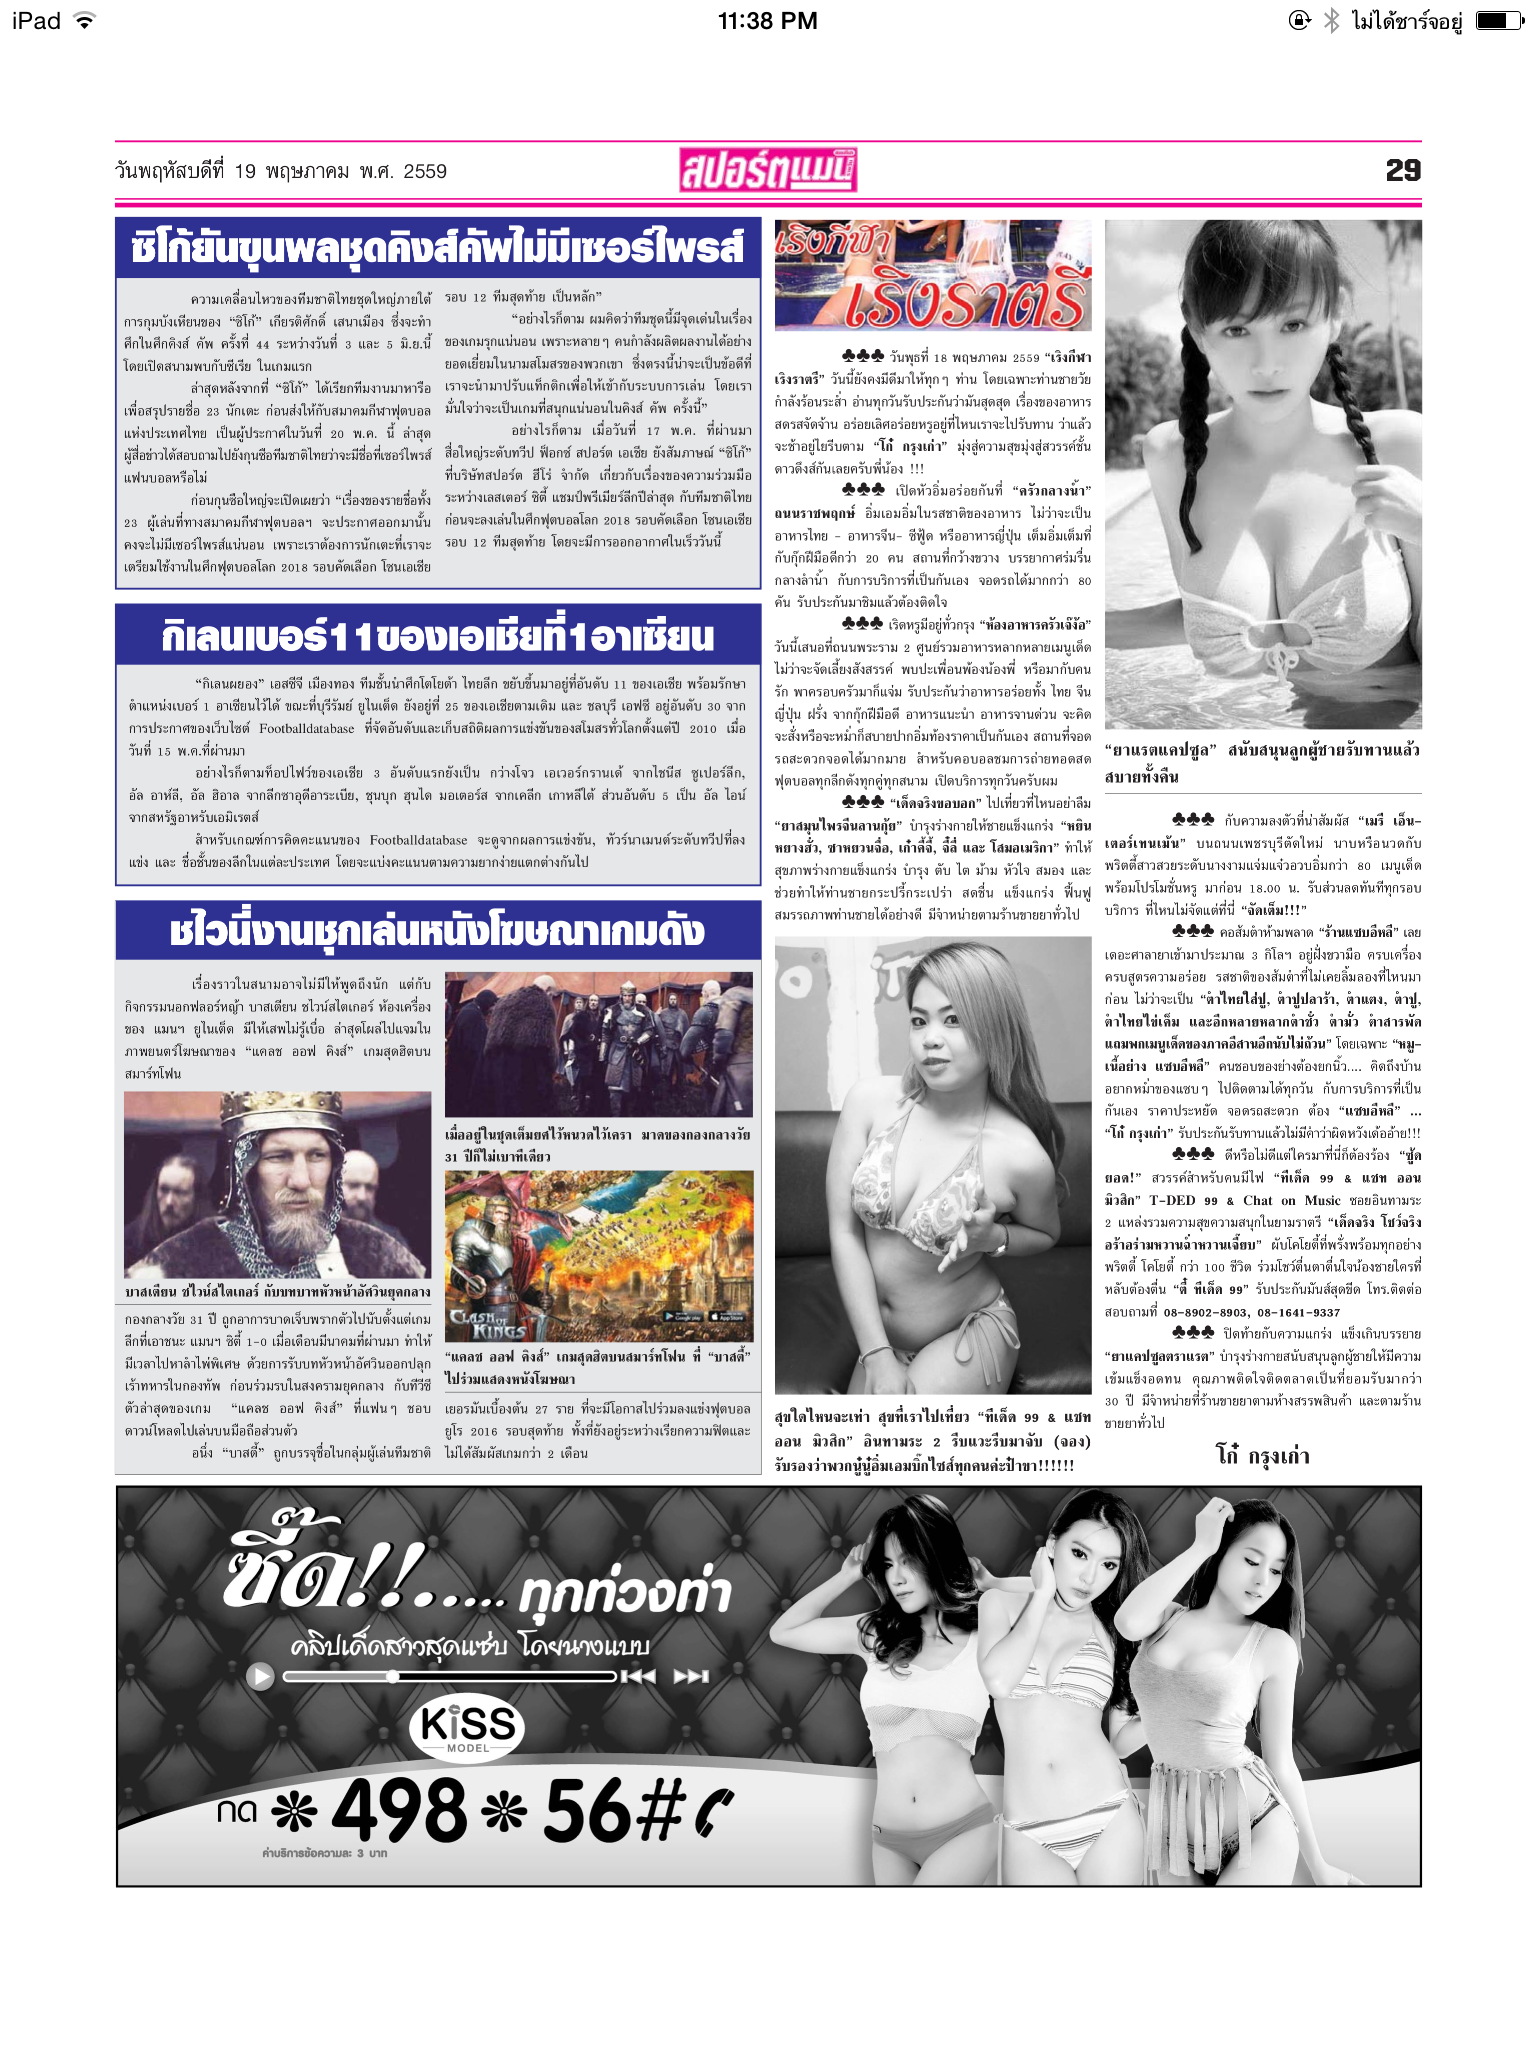 iPad
11:38 PM
ไม่ได้ชาร์จอยู่
วันพฤหัสบดีที่ 19 พฤษภาคม พ.ศ. 2559
สปอร์ตแมน
29
ซิโก้ยันขุนพลชุดคิงส์คัพไม่มีเซอร์ไพรส์
ความเคลื่อนไหวของทีมชาติไทยชุดใหญ่ภายใต้
การกุมบังเหียนของ “ซิโก้” เกียรติศักดิ์ เสนาเมือง ซึ่งจะทำ
ศึกในศึกคิงส์ คัพ ครั้งที่ 44 ระหว่างวันที่ 3 และ 5 มิ.ย.นี้
โดยเปิดสนามพบกับซีเรีย ในเกมแรก
ล่าสุดหลังจากที่ “ซิโก้” ได้เรียกทีมงานมาหารือ
เพื่อสรุปรายชื่อ 23 นักเตะ ก่อนส่งให้กับสมาคมกีฬาฟุตบอล
แห่งประเทศไทย เป็นผู้ประกาศในวันที่ 20 พ.ค. นี้ ล่าสุด
ผู้สื่อข่าวได้สอบถามไปยังกุนซือทีมชาติไทยว่าจะมีชื่อที่เซอร์ไพรส์
แฟนบอลหรือไม่
ก่อนกุนซือใหญ่จะเปิดเผยว่า “เรื่องของรายชื่อทั้ง
23 ผู้เล่นที่ทางสมาคมกีฬาฟุตบอลฯ จะประกาศออกมานั้น
คงจะไม่มีเซอร์ไพรส์แน่นอน เพราะเราต้องการนักเตะที่เราจะ
เตรียมใช้งานในศึกฟุตบอลโลก 2018 รอบคัดเลือก โซนเอเชีย
รอบ 12 ทีมสุดท้าย เป็นหลัก”
“อย่างไรก็ตาม ผมคิดว่าทีมชุดนี้มีจุดเด่นในเรื่อง
ของเกมรุกแน่นอน เพราะหลายๆ คนกำลังผลิตผลงานได้อย่าง
ยอดเยี่ยมในนามสโมสรของพวกเขา ซึ่งตรงนี้น่าจะเป็นข้อดีที่
เราจะนำมาปรับแท็กติกเพื่อให้เข้ากับระบบการเล่น โดยเรา
มั่นใจว่าจะเป็นเกมที่สนุกแน่นอนในคิงส์ คัพ ครั้งนี้”
อย่างไรก็ตาม เมื่อวันที่ 17 พ.ค. ที่ผ่านมา
สื่อใหญ่ระดับทวีป ฟ็อกซ์ สปอร์ต เอเชีย ยังสัมภาษณ์ “ซิโก้”
ที่บริษัทสปอร์ต ฮีโร่ จำกัด เกี่ยวกับเรื่องของความร่วมมือ
ระหว่างเลสเตอร์ ซิตี้ แชมป์พรีเมียร์ลีกปีล่าสุด กับทีมชาติไทย
ก่อนจะลงเล่นในศึกฟุตบอลโลก 2018 รอบคัดเลือก โซนเอเชีย
รอบ 12 ทีมสุดท้าย โดยจะมีการออกอากาศในเร็ววันนี้
กิเลนเบอร์11ของเอเชียที่1อาเซียน
“กิเลนผยอง” เอสซีจี เมืองทอง ทีมชั้นนำศึกโตโยต้า ไทยลีก ขยับขึ้นมาอยู่ที่อันดับ 11 ของเอเชีย พร้อมรักษา
ตำแหน่งเบอร์ 1 อาเซียนไว้ได้ ขณะที่บุรีรัมย์ ยูไนเต็ด ยังอยู่ที่ 25 ของเอเชียตามเดิม และ ชลบุรี เอฟซี อยู่อันดับ 30 จาก
การประกาศของเว็บไซต์ Footballdatabase ที่จัดอันดับและเก็บสถิติผลการแข่งขันของสโมสรทั่วโลกตั้งแต่ปี 2010 เมื่อ
วันที่ 15 พ.ค.ที่ผ่านมา
อย่างไรก็ตามท็อปไฟว์ของเอเชีย 3 อันดับแรกยังเป็น กว่างโจว เอเวอร์กรานเด้ จากไชนีส ซูเปอร์ลีก,
อัล อาห์ลี, อัล ฮิอาล จากลีกซาอุดีอาระเบีย, ชุนบุก ฮุนได มอเตอร์ส จากเคลีก เกาหลีใต้ ส่วนอันดับ 5 เป็น อัล ไอน์
จากสหรัฐอาหรับเอมิเรตส์
สำหรับเกณฑ์การคิดคะแนนของ Footballdatabase จะดูจากผลการแข่งขัน, ทัวร์นาเมนต์ระดับทวีปที่ลง
แข่ง และ ชื่อชั้นของลีกในแต่ละประเทศ โดยจะแบ่งคะแนนตามความยากง่ายแตกต่างกันไป
ชไวนี่งานชุกเล่นหนังโฆษณาเกมดัง
เรื่องราวในสนามอาจไม่มีให้พูดถึงนัก แต่กับ
กิจกรรมนอกฟลอร์หญ้า บาสเตียน ชไวน์สไตเกอร์ ห้องเครื่อง
ของ แมนฯ ยูไนเต็ด มีให้เสพไม่รู้เบื่อ ล่าสุดโผล่ไปแจมใน
ภาพยนตร์โฆษณาของ “แคลช ออฟ คิงส์” เกมสุดฮิตบน
สมาร์ทโฟน
บาสเตียน ชไวน์สไตเกอร์ กับบทบาทหัวหน้าอัศวินยุคกลาง
กองกลางวัย 31 ปี ถูกอาการบาดเจ็บพรากตัวไปนับตั้งแต่เกม
ลีกที่เอาชนะ แมนฯ ซิตี้ 1-0 เมื่อเดือนมีนาคมที่ผ่านมา ทำให้
มีเวลาไปหาลำไพ่พิเศษ ด้วยการรับบทหัวหน้าอัศวินออกปลุก
เร้าทหารในกองทัพ ก่อนร่วมรบในสงครามยุคกลาง กับทีวีซี
ตัวล่าสุดของเกม “แคลช ออฟ คิงส์” ที่แฟนๆ ชอบ
ดาวน์โหลดไปเล่นบนมือถือส่วนตัว
อนึ่ง “บาสตี้” ถูกบรรจุชื่อในกลุ่มผู้เล่นทีมชาติ
เมื่ออยู่ในชุดเต็มยศไว้หนวดไว้เครา มาดของกองกลางวัย
31 ปีก็ไม่เบาทีเดียว
CLASH OF KINGS
Google play
App Store
“แคลช ออฟ คิงส์” เกมสุดฮิตบนสมาร์ทโฟน ที่ “บาสตี้”
ไปร่วมแสดงหนังโฆษณา
เยอรมันเบื้องต้น 27 ราย ที่จะมีโอกาสไปร่วมลงแข่งฟุตบอล
ยูโร 2016 รอบสุดท้าย ทั้งที่ยังอยู่ระหว่างเรียกความฟิตและ
ไม่ได้สัมผัสเกมกว่า 2 เดือน
เริงกีฬา
เริงราตรี
♣♣♣ วันพุธที่ 18 พฤษภาคม 2559 “เริงกีฬา
เริงราตรี” วันนี้ยังคงมีดีมาให้ทุกๆ ท่าน โดยเฉพาะท่านชายวัย
กำลังร้อนระส่ำ อ่านทุกวันรับประกันว่ามันสุดสุด เรื่องของอาหาร
สตรสจัดจ้าน อร่อยเลิศอร่อยหรูอยู่ที่ไหนเราจะไปรับทาน ว่าแล้ว
จะช้าอยู่ไยรีบตาม “โก๋ กรุงเก่า” มุ่งสู่ความสุขมุ่งสู่สวรรค์ชั้น
ดาวดึงส์กันเลยครับพี่น้อง !!!
♣♣♣ เปิดหัวอิ่มอร่อยกันที่ “ครัวกลางน้ำ”
ถนนราชพฤกษ์ อิ่มเอมอิ่มในรสชาติของอาหาร ไม่ว่าจะเป็น
อาหารไทย - อาหารจีน- ซีฟู้ด หรืออาหารญี่ปุ่น เต็มอิ่มเต็มที่
กับกุ๊กฝีมือดีกว่า 20 คน สถานที่กว้างขวาง บรรยากาศร่มรื่น
กลางลำน้ำ กับการบริการที่เป็นกันเอง จอดรถได้มากกว่า 80
คัน รับประกันมาชิมแล้วต้องติดใจ
♣♣♣ เริดหรูมีอยู่ทั่วกรุง “ห้องอาหารครัวเจ๊ง้อ”
วันนี้เสนอที่ถนนพระราม 2 ศูนย์รวมอาหารหลากหลายเมนูเด็ด
ไม่ว่าจะจัดเลี้ยงสังสรรค์ พบปะเพื่อนพ้องน้องพี่ หรือมากับคน
รัก พาครอบครัวมาก็แจ่ม รับประกันว่าอาหารอร่อยทั้ง ไทย จีน
ญี่ปุ่น ฝรั่ง จากกุ๊กฝีมือดี อาหารแนะนำ อาหารจานด่วน จะคิด
จะสั่งหรือจะหม่ำก็สบายปากอิ่มท้องราคาเป็นกันเอง สถานที่จอด
รถสะดวกจอดได้มากมาย สำหรับคอบอลชมการถ่ายทอดสด
ฟุตบอลทุกลีกดังทุกคู่ทุกสนาม เปิดบริการทุกวันครับผม
♣♣♣ “เด็ดจริงขอบอก” ไปเที่ยวที่ไหนอย่าลืม
“ยาสมุนไพรจีนลานกุ้ย” บำรุงร่างกายให้ชายแข็งแกร่ง “หยิน
หยางฮั่ว, ซาหยวนจื่อ, เก๋ากี้จี้, จี๋ลี่ และ โสมอเมริกา” ทำให้
สุขภาพร่างกายแข็งแกร่ง บำรุง ตับ ไต ม้าม หัวใจ สมอง และ
ช่วยทำให้ท่านชายกระปรี้กระเปร่า สดชื่น แข็งแกร่ง ฟื้นฟู
สมรรถภาพท่านชายได้อย่างดี มีจำหน่ายตามร้านขายยาทั่วไป
สุขใดไหนจะเท่า สุขที่เราไปเที่ยว “ทีเด็ด 99 & แชท
ออน มิวสิก” อินทามระ 2 รีบแวะรีบมาจับ (จอง)
รับรองว่าพวกนู๋นู๋อิ่มเอมบิ๊กไซส์ทุกคนค่ะป๋าขา!!!!!!
“ยาแรตแคปซูล” สนับสนุนลูกผู้ชายรับทานแล้ว
สบายทั้งคืน
♣♣♣ กับความลงตัวที่น่าสัมผัส “เมรี เอ็น-
เตอร์เทนเม้น” บนถนนเพชรบุรีตัดใหม่ นาบหรือนวดกับ
พริตตี้สาวสวยระดับนางงามแจ่มแจ๋วอวบอิ่มกว่า 80 เมนูเด็ด
พร้อมโปรโมชั่นหรู มาก่อน 18.00 น. รับส่วนลดทันทีทุกรอบ
บริการ ที่ไหนไม่จัดแต่ที่นี่ “จัดเต็ม!!!”
♣♣♣ คอส้มตำห้ามพลาด “ร้านแซบอีหลี” เลย
เดอะศาลายาเข้ามาประมาณ 3 กิโลฯ อยู่ฝั่งขวามือ ครบเครื่อง
ครบสูตรความอร่อย รสชาติของส้มตำที่ไม่เคยลิ้มลองที่ไหนมา
ก่อน ไม่ว่าจะเป็น “ตำไทยใส่ปู, ตำปูปลาร้า, ตำแตง, ตำปู,
ตำไทยไข่เค็ม และอีกหลายหลากตำซั่ว ตำมั่ว ตำสารพัด
แถมพกเมนูเด็ดของภาคอีสานอีกนับไม่ถ้วน” โดยเฉพาะ “หมู-
เนื้อย่าง แซบอีหลี” คนชอบของย่างต้องยกนิ้ว.... คิดถึงบ้าน
อยากหม่ำของแซบๆ ไปติดตามได้ทุกวัน กับการบริการที่เป็น
กันเอง ราคาประหยัด จอดรถสะดวก ต้อง “แซบอีหลี” ...
“โก๋ กรุงเก่า” รับประกันรับทานแล้วไม่มีคำว่าผิดหวังเด้ออ้าย!!!
♣♣♣ ดีหรือไม่ดีแต่ใครมาที่นี่ก็ต้องร้อง “ซู้ด
ยอด!” สวรรค์สำหรับคนมีไฟ “ทีเด็ด 99 & แชท ออน
มิวสิก” T-DED 99 & Chat on Music ซอยอินทามระ
2 แหล่งรวมความสุขความสนุกในยามราตรี “เด็ดจริง โชว์จริง
อร้าอร่ามหวานฉ่ำหวานเจี๊ยบ” ผับโคโยตี้ที่พรั่งพร้อมทุกอย่าง
พริตตี้ โคโยตี้ กว่า 100 ชีวิต ร่วมโชว์ตื่นตาตื่นใจน้องชายใครที่
หลับต้องตื่น “ตี๋ ทีเด็ด 99” รับประกันมันส์สุดขีด โทร.ติดต่อ
สอบถามที่ 08-8902-8903, 08-1641-9337
♣♣♣ ปิดท้ายกับความแกร่ง แข็งเกินบรรยาย
“ยาแคปซูลตราแรต” บำรุงร่างกายสนับสนุนลูกผู้ชายให้มีความ
เข้มแข็งอดทน คุณภาพติดใจติดตลาดเป็นที่ยอมรับมากว่า
30 ปี มีจำหน่ายที่ร้านขายยาตามห้างสรรพสินค้า และตามร้าน
ขายยาทั่วไป
โก๋ กรุงเก่า
ซี๊ด!!..... ทุกท่วงท่า
คลิปเด็ดสาวสุดแซ่บ โดยนางแบบ
KiSS
MODEL
กด *498*56#
ค่าบริการข้อความละ 3 บาท